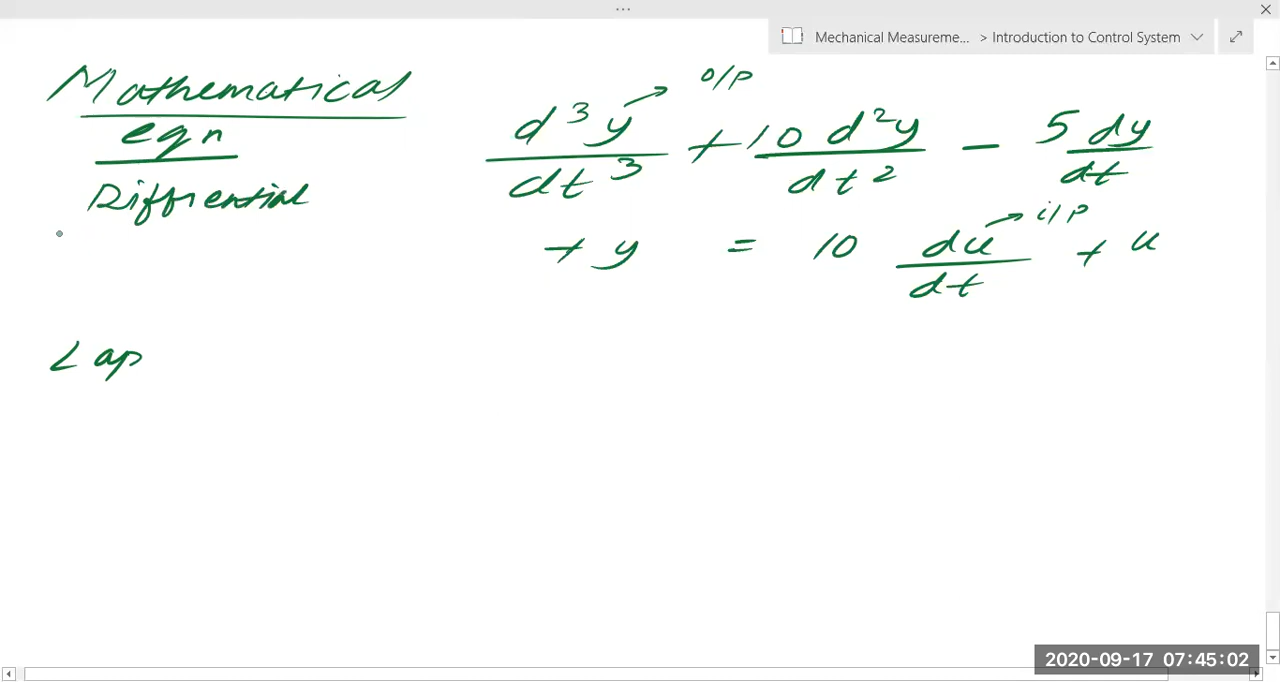 ...
Mechanical Measureme... > Introduction to Control System
Mathematical
eqn
Diffrential
d³y/dt³ + 10 d²y/dt² - 5 dy/dt
o/p
+ y = 10 du/dt + u
i/p
Lap
2020-09-17 07:45:02